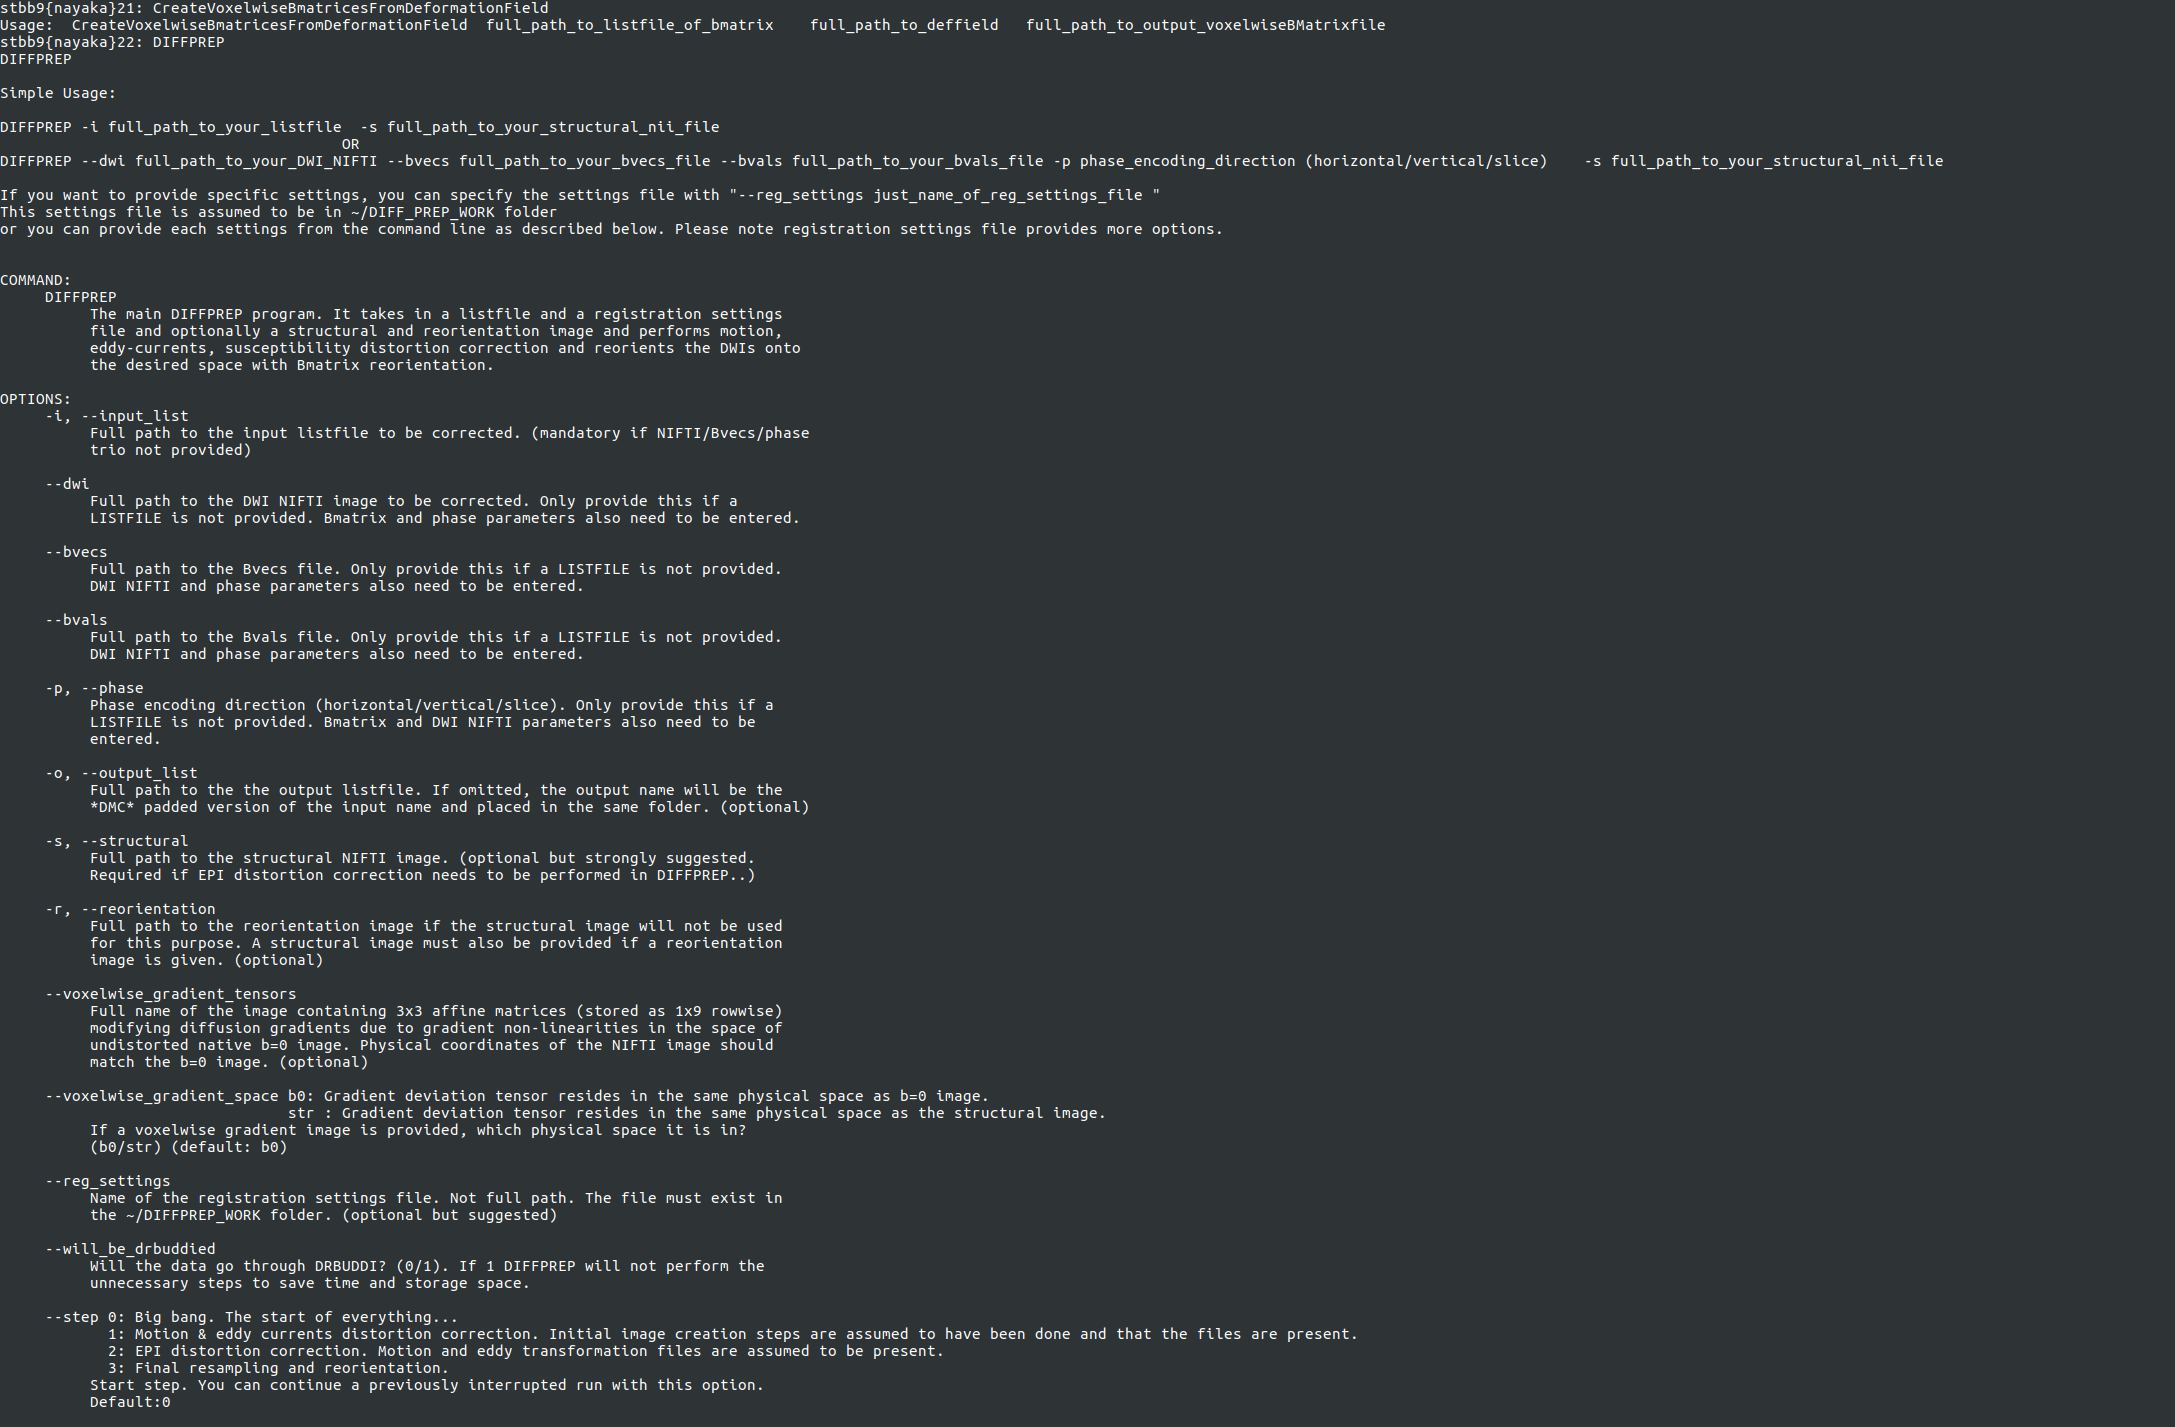 stbb9{nayaka}21: CreateVoxelwiseBmatricesFromDeformationField
Usage:  CreateVoxelwiseBmatricesFromDeformationField  full_path_to_listfile_of_bmatrix    full_path_to_deffield   full_path_to_output_voxelwiseBMatrixfile
stbb9{nayaka}22: DIFFPREP
DIFFPREP
Simple Usage:
DIFFPREP -i full_path_to_your_listfile  -s full_path_to_your_structural_nii_file
OR
DIFFPREP --dwi full_path_to_your_DWI_NIFTI --bvecs full_path_to_your_bvecs_file --bvals full_path_to_your_bvals_file -p phase_encoding_direction (horizontal/vertical/slice)    -s full_path_to_your_structural_nii_file
If you want to provide specific settings, you can specify the settings file with "--reg_settings just_name_of_reg_settings_file "
This settings file is assumed to be in ~/DIFF_PREP_WORK folder
or you can provide each settings from the command line as described below. Please note registration settings file provides more options.
COMMAND:
DIFFPREP
The main DIFFPREP program. It takes in a listfile and a registration settings
file and optionally a structural and reorientation image and performs motion,
eddy-currents, susceptibility distortion correction and reorients the DWIs onto
the desired space with Bmatrix reorientation.
OPTIONS:
-i, --input_list
Full path to the input listfile to be corrected. (mandatory if NIFTI/Bvecs/phase
trio not provided)
--dwi
Full path to the DWI NIFTI image to be corrected. Only provide this if a
LISTFILE is not provided. Bmatrix and phase parameters also need to be entered.
--bvecs
Full path to the Bvecs file. Only provide this if a LISTFILE is not provided.
DWI NIFTI and phase parameters also need to be entered.
--bvals
Full path to the Bvals file. Only provide this if a LISTFILE is not provided.
DWI NIFTI and phase parameters also need to be entered.
-p, --phase
Phase encoding direction (horizontal/vertical/slice). Only provide this if a
LISTFILE is not provided. Bmatrix and DWI NIFTI parameters also need to be
entered.
-o, --output_list
Full path to the the output listfile. If omitted, the output name will be the
*DMC* padded version of the input name and placed in the same folder. (optional)
-s, --structural
Full path to the structural NIFTI image. (optional but strongly suggested.
Required if EPI distortion correction needs to be performed in DIFFPREP..)
-r, --reorientation
Full path to the reorientation image if the structural image will not be used
for this purpose. A structural image must also be provided if a reorientation
image is given. (optional)
--voxelwise_gradient_tensors
Full name of the image containing 3x3 affine matrices (stored as 1x9 rowwise)
modifying diffusion gradients due to gradient non-linearities in the space of
undistorted native b=0 image. Physical coordinates of the NIFTI image should
match the b=0 image. (optional)
--voxelwise_gradient_space b0: Gradient deviation tensor resides in the same physical space as b=0 image.
str : Gradient deviation tensor resides in the same physical space as the structural image.
If a voxelwise gradient image is provided, which physical space it is in?
(b0/str) (default: b0)
--reg_settings
Name of the registration settings file. Not full path. The file must exist in
the ~/DIFFPREP_WORK folder. (optional but suggested)
--will_be_drbuddied
Will the data go through DRBUDDI? (0/1). If 1 DIFFPREP will not perform the
unnecessary steps to save time and storage space.
--step 0: Big bang. The start of everything...
1: Motion & eddy currents distortion correction. Initial image creation steps are assumed to have been done and that the files are present.
2: EPI distortion correction. Motion and eddy transformation files are assumed to be present.
3: Final resampling and reorientation.
Start step. You can continue a previously interrupted run with this option.
Default:0